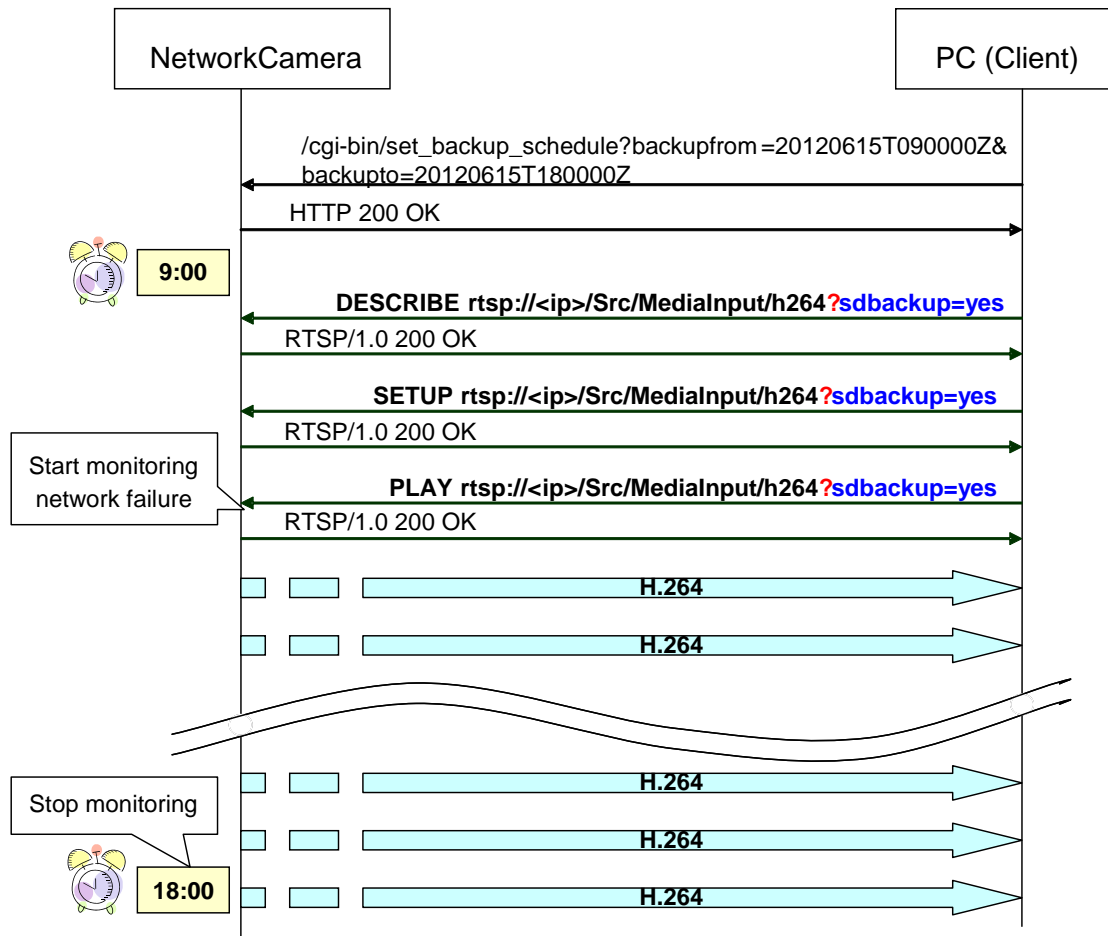 NetworkCamera
PC (Client)
/cgi-bin/set_backup_schedule?backupfrom=20120615T090000Z&
backupto=20120615T180000Z
HTTP 200 OK
9:00
DESCRIBE rtsp://<ip>/Src/MediaInput/h264?sdbackup=yes
RTSP/1.0 200 OK
SETUP rtsp://<ip>/Src/MediaInput/h264?sdbackup=yes
RTSP/1.0 200 OK
Start monitoring
network failure
PLAY rtsp://<ip>/Src/MediaInput/h264?sdbackup=yes
RTSP/1.0 200 OK
H.264
H.264
H.264
Stop monitoring
H.264
18:00
H.264